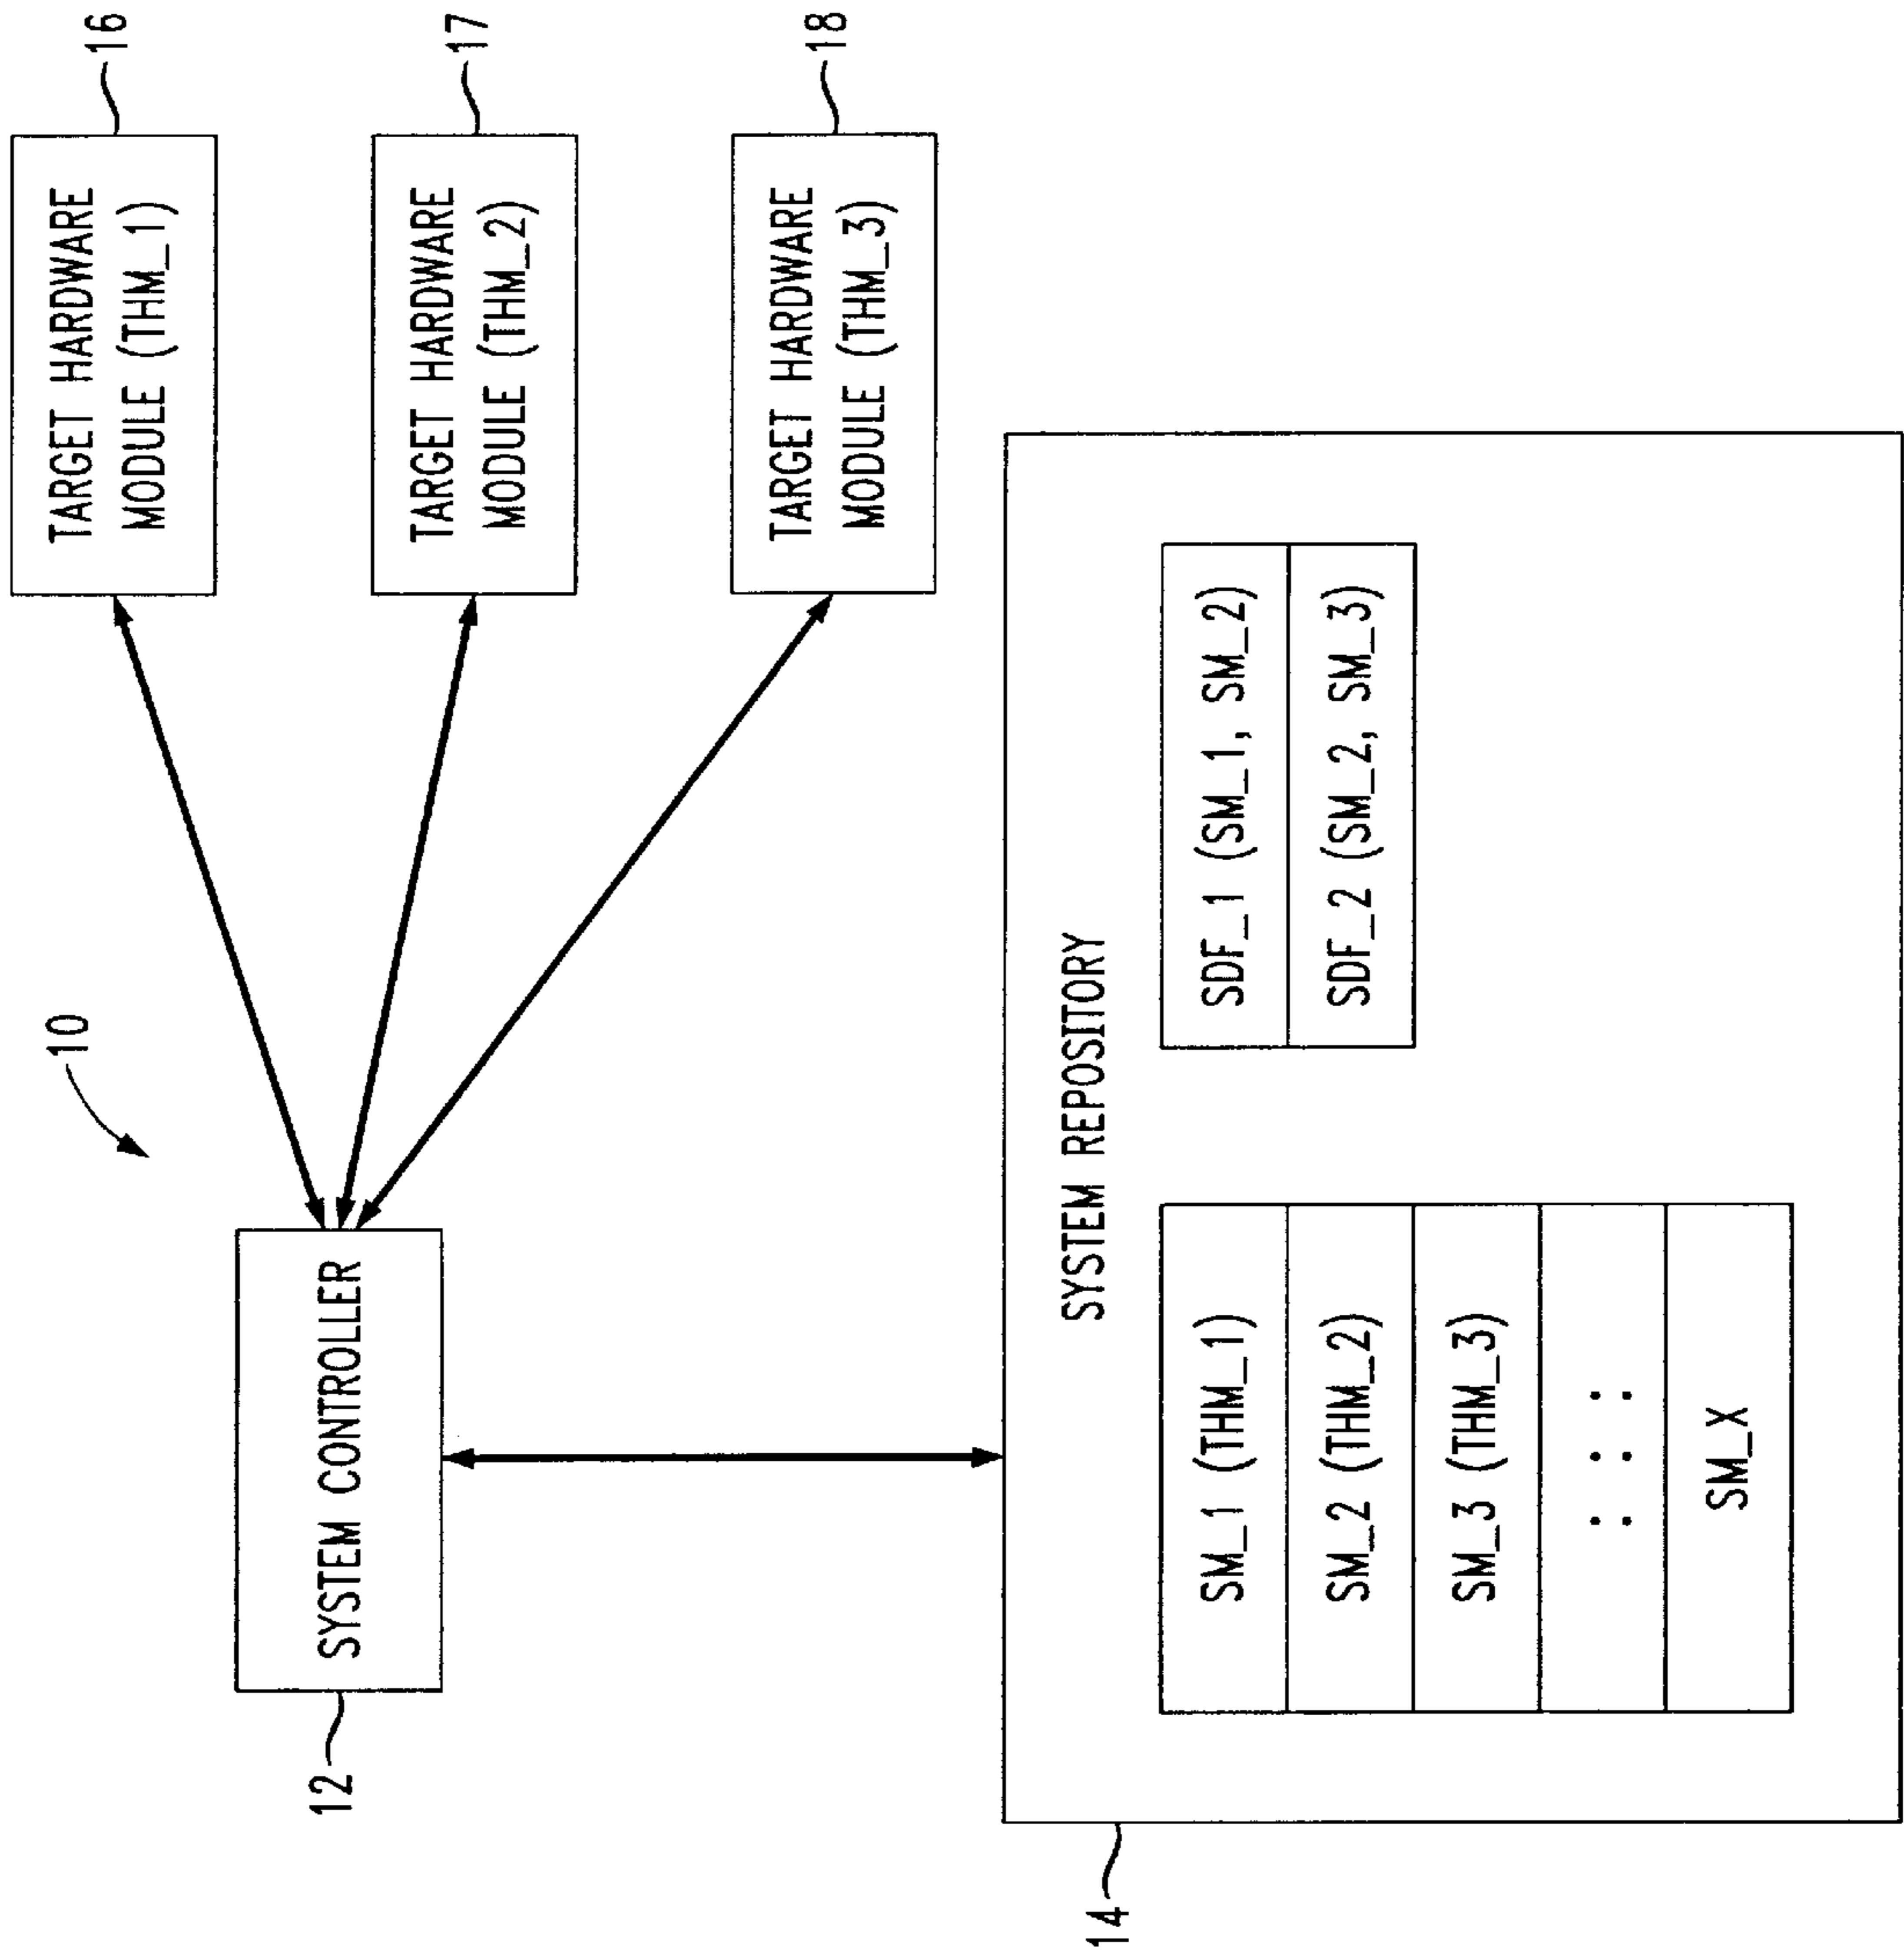 10
SYSTEM CONTROLLER
12
TARGET HARDWARE
MODULE (THM_1)
16
TARGET HARDWARE
MODULE (THM_2)
17
TARGET HARDWARE
MODULE (THM_3)
18
SYSTEM REPOSITORY
SM_1 (THM_1)
SM_2 (THM_2)
SM_3 (THM_3)
SM_X
SDF_1 (SM_1, SM_2)
SDF_2 (SM_2, SM_3)
14